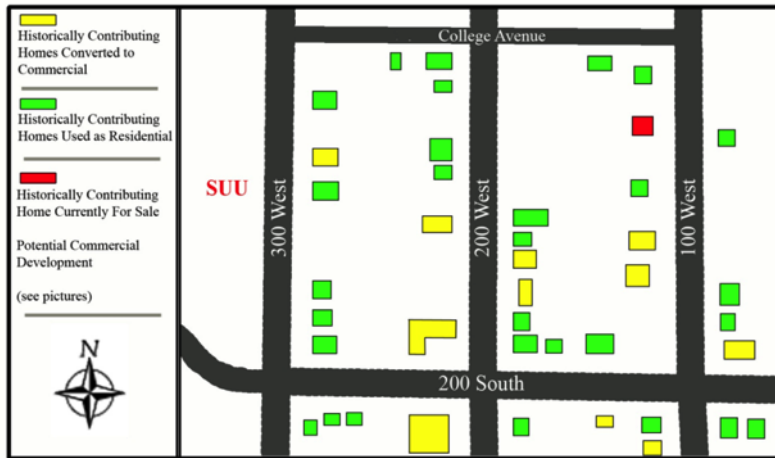 Historically Contributing
Homes Converted to
Commercial
Historically Contributing
Homes Used as Residential
Historically Contributing
Home Currently For Sale
Potential Commercial
Development
(see pictures)
N
College Avenue
SUU
300 West
200 West
100 West
200 South